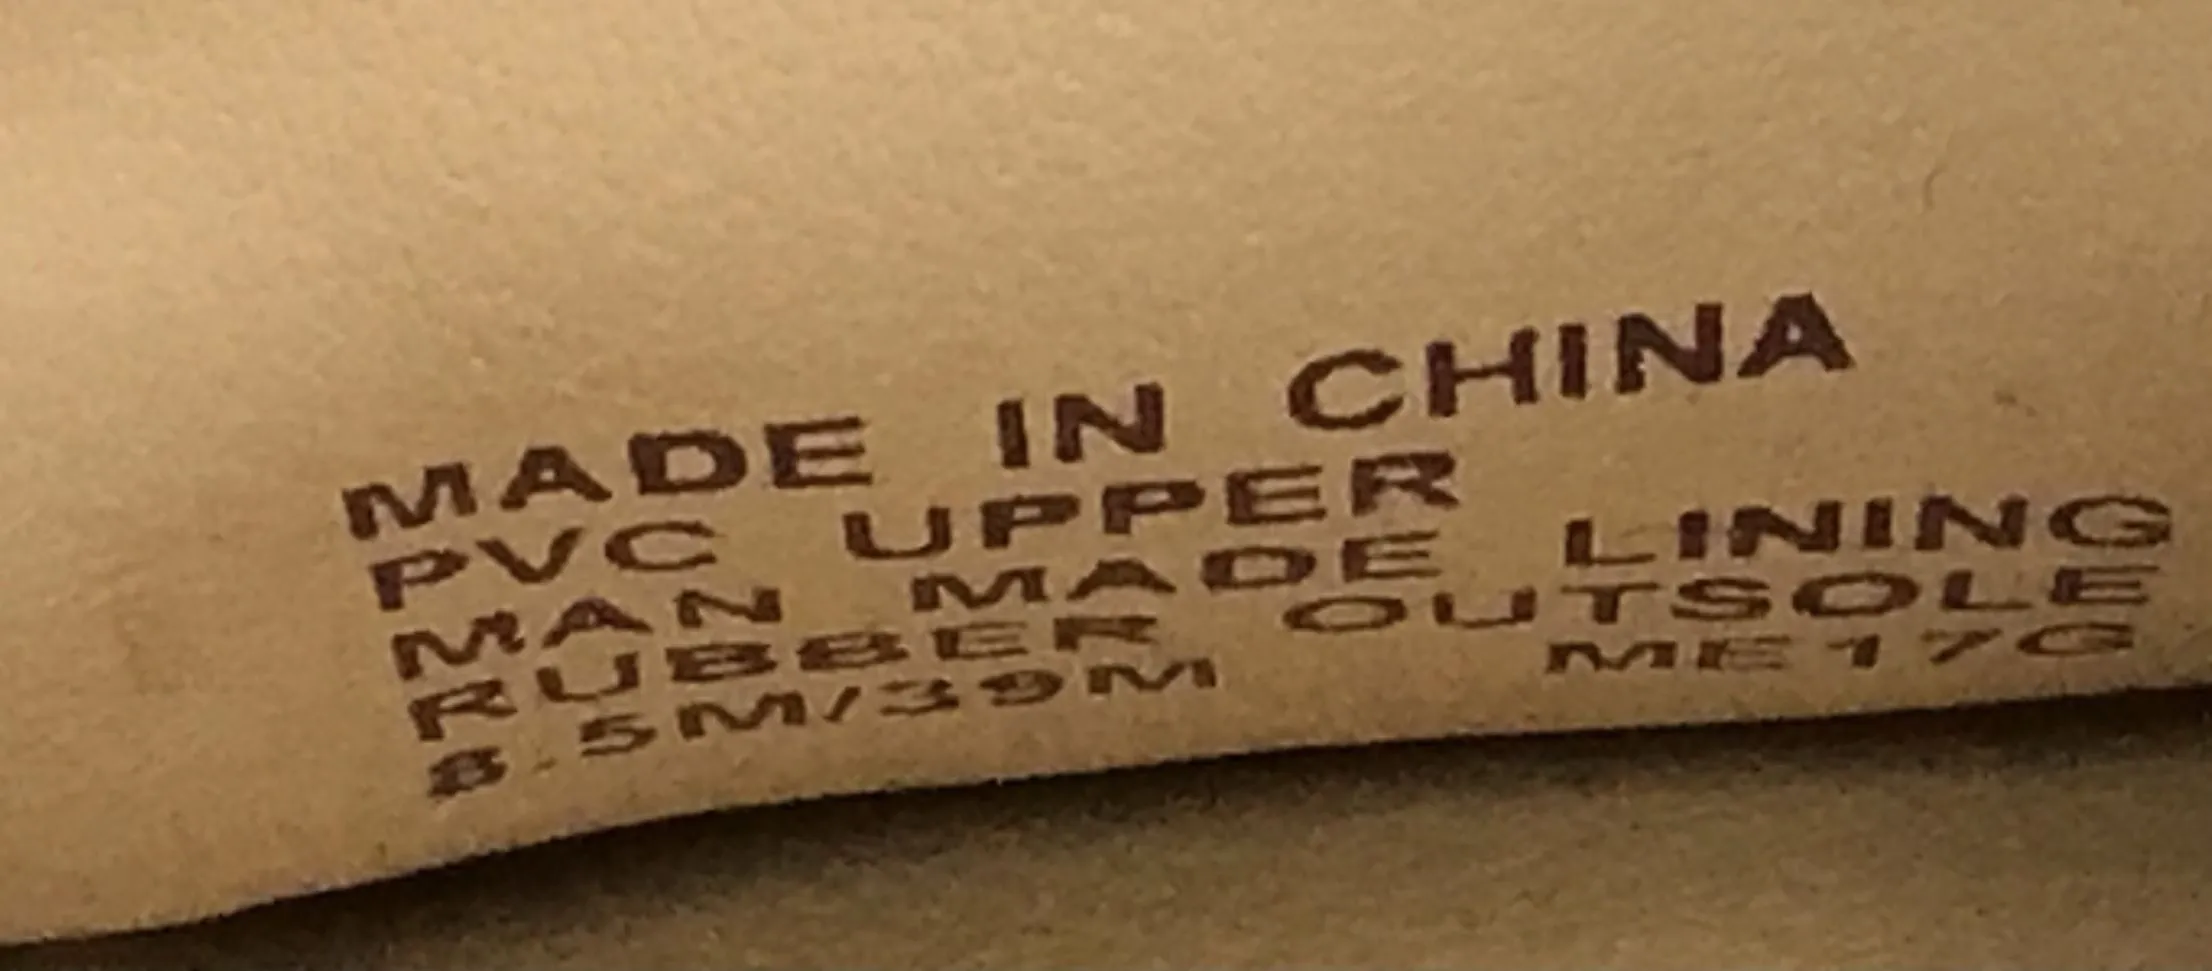 MADE IN CHINA
PVC UPPER
MAN MADE LINING
RUBBER OUTSOLE
8.5M/39M ME17G